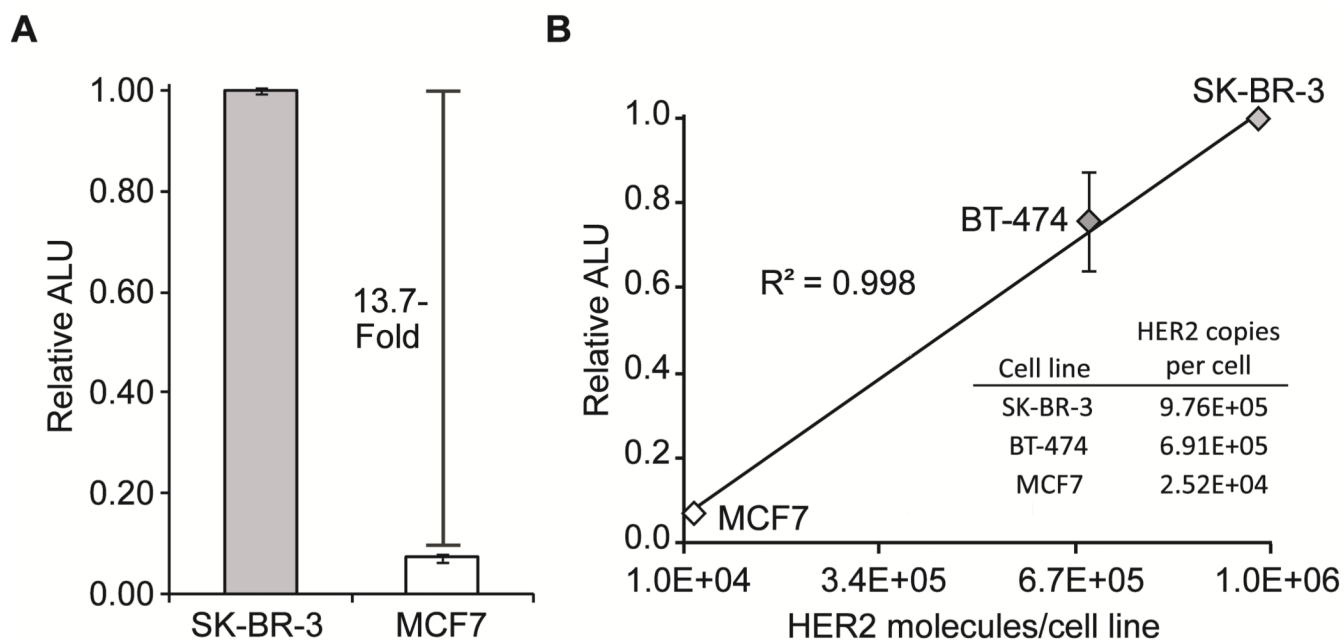 A
Relative ALU
1.00
0.80
0.60
0.40
0.20
0.00
13.7-
Fold
SK-BR-3
MCF7
B
Relative ALU
1.0
0.8
0.6
0.4
0.2
0.0
SK-BR-3
BT-474
R² = 0.998
MCF7
HER2 copies
Cell line per cell
SK-BR-3 9.76E+05
BT-474 6.91E+05
MCF7 2.52E+04
1.0E+04 3.4E+05 6.7E+05 1.0E+06
HER2 molecules/cell line